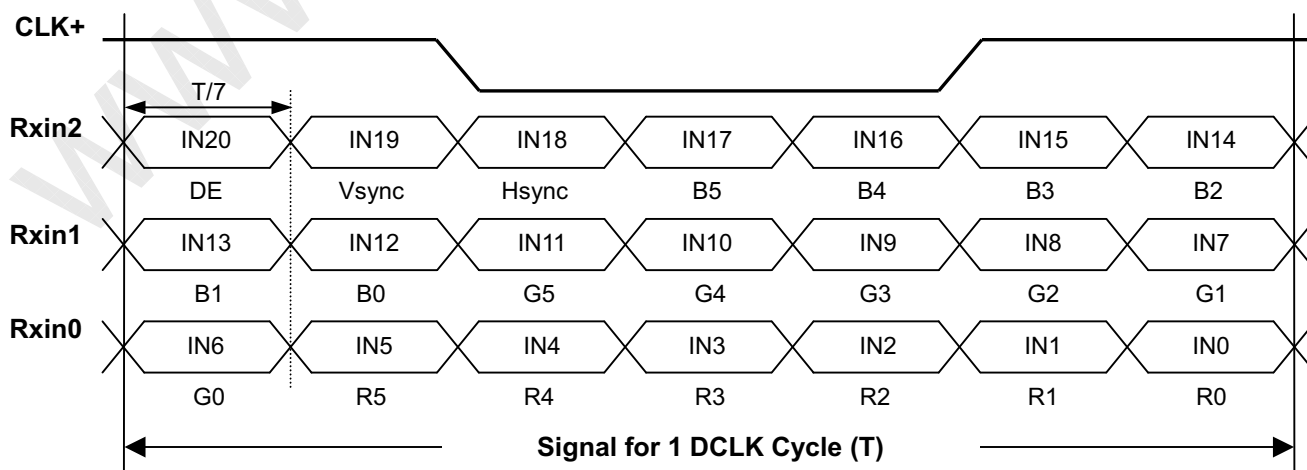 CLK+
T/7
Rxin2 IN20 IN19 IN18 IN17 IN16 IN15 IN14
DE Vsync Hsync B5 B4 B3 B2
Rxin1 IN13 IN12 IN11 IN10 IN9 IN8 IN7
B1 B0 G5 G4 G3 G2 G1
Rxin0 IN6 IN5 IN4 IN3 IN2 IN1 IN0
G0 R5 R4 R3 R2 R1 R0
Signal for 1 DCLK Cycle (T)